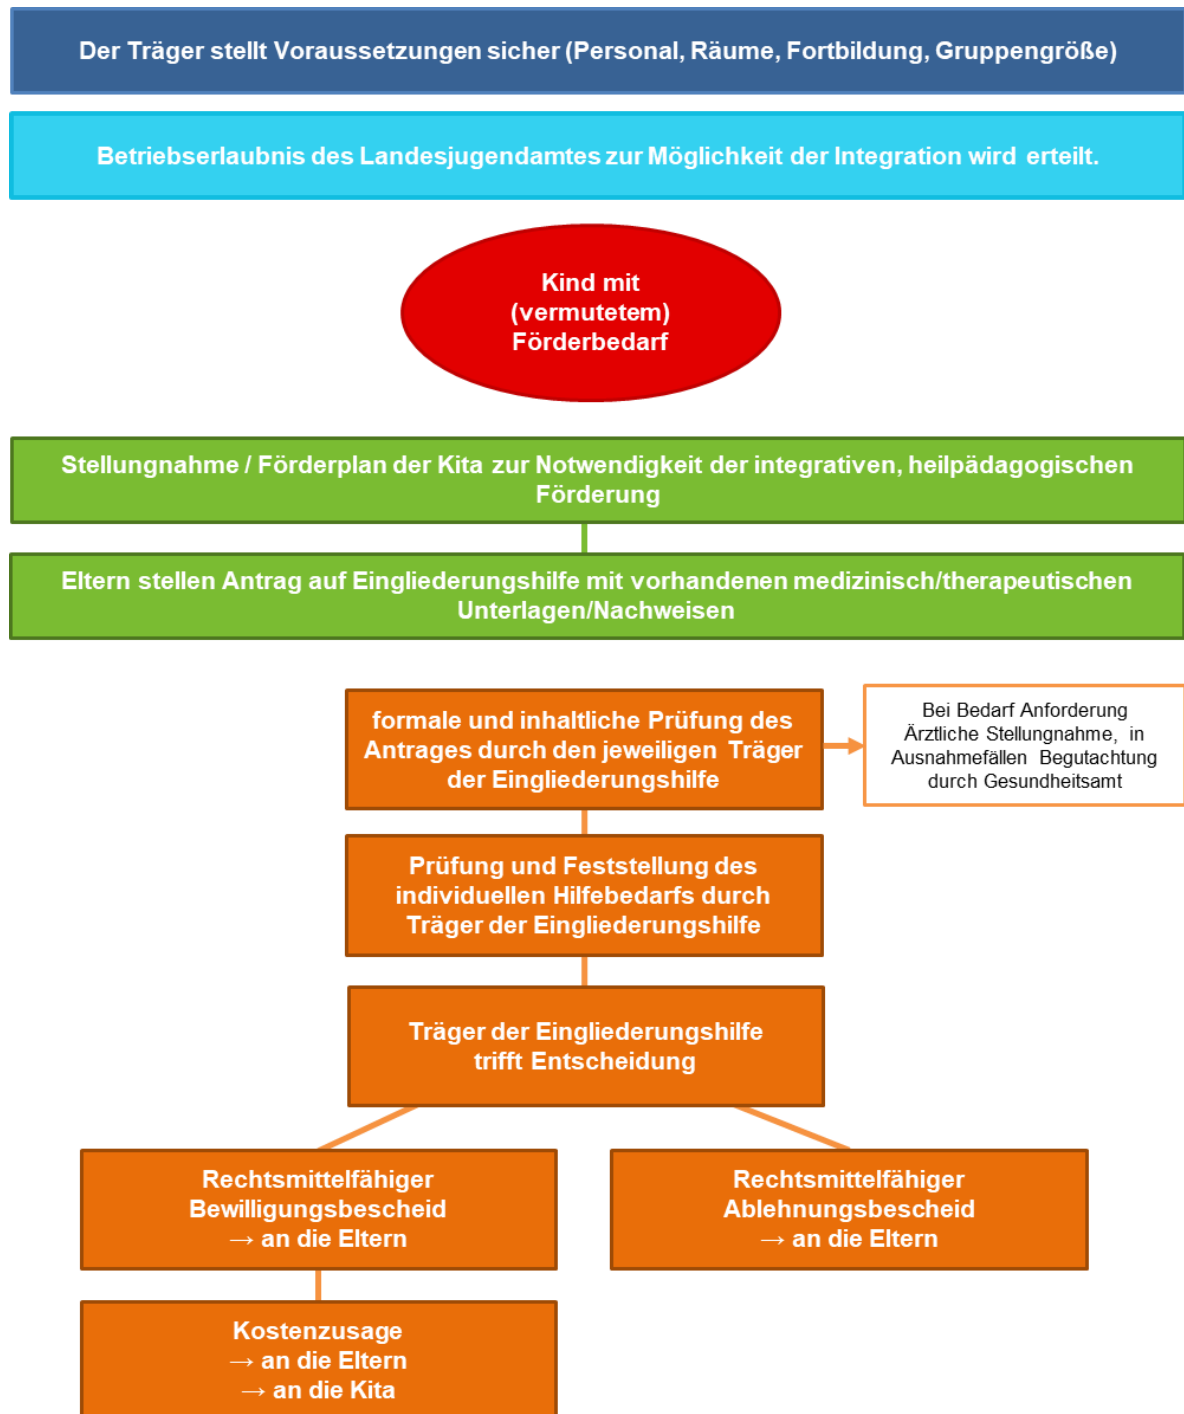 Der Träger stellt Voraussetzungen sicher (Personal, Räume, Fortbildung, Gruppengröße)
Betriebserlaubnis des Landesjugendamtes zur Möglichkeit der Integration wird erteilt.
Kind mit
(vermutetem)
Förderbedarf
Stellungnahme / Förderplan der Kita zur Notwendigkeit der integrativen, heilpädagogischen
Förderung
Eltern stellen Antrag auf Eingliederungshilfe mit vorhandenen medizinisch/therapeutischen
Unterlagen/Nachweisen
formale und inhaltliche Prüfung des
Antrages durch den jeweiligen Träger
der Eingliederungshilfe
Bei Bedarf Anforderung
Ärztliche Stellungnahme, in
Ausnahmefällen Begutachtung
durch Gesundheitsamt
Prüfung und Feststellung des
individuellen Hilfebedarfs durch
Träger der Eingliederungshilfe
Träger der Eingliederungshilfe
trifft Entscheidung
Rechtsmittelfähiger
Bewilligungsbescheid
→ an die Eltern
Rechtsmittelfähiger
Ablehnungsbescheid
→ an die Eltern
Kostenzusage
→ an die Eltern
→ an die Kita